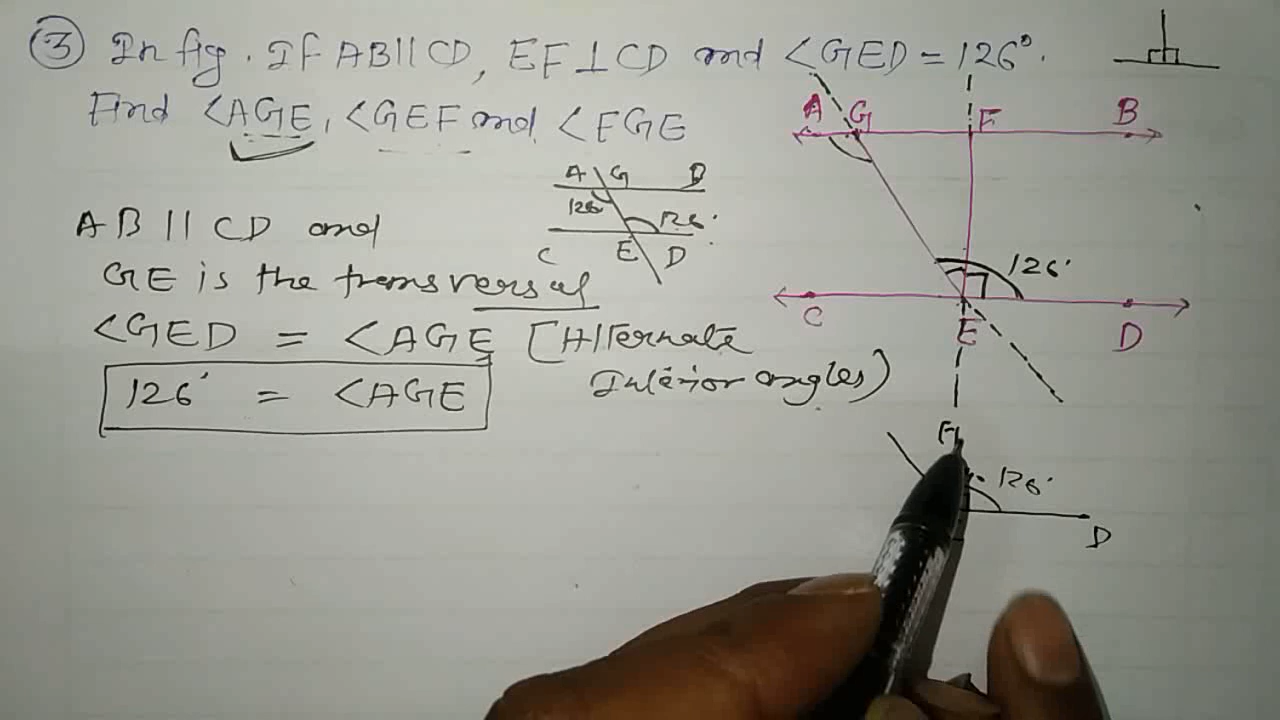 ③ In fig. If AB || CD, EF ⊥ CD and <GED = 126°.
Find <AGE, <GEF and <FGE
A G F B
A G B
126 126°
C E D
AB || CD and
GE is the transversal
<GED = <AGE [Alternate
Interior angles)
126° = <AGE
126°
C E D
126°
D